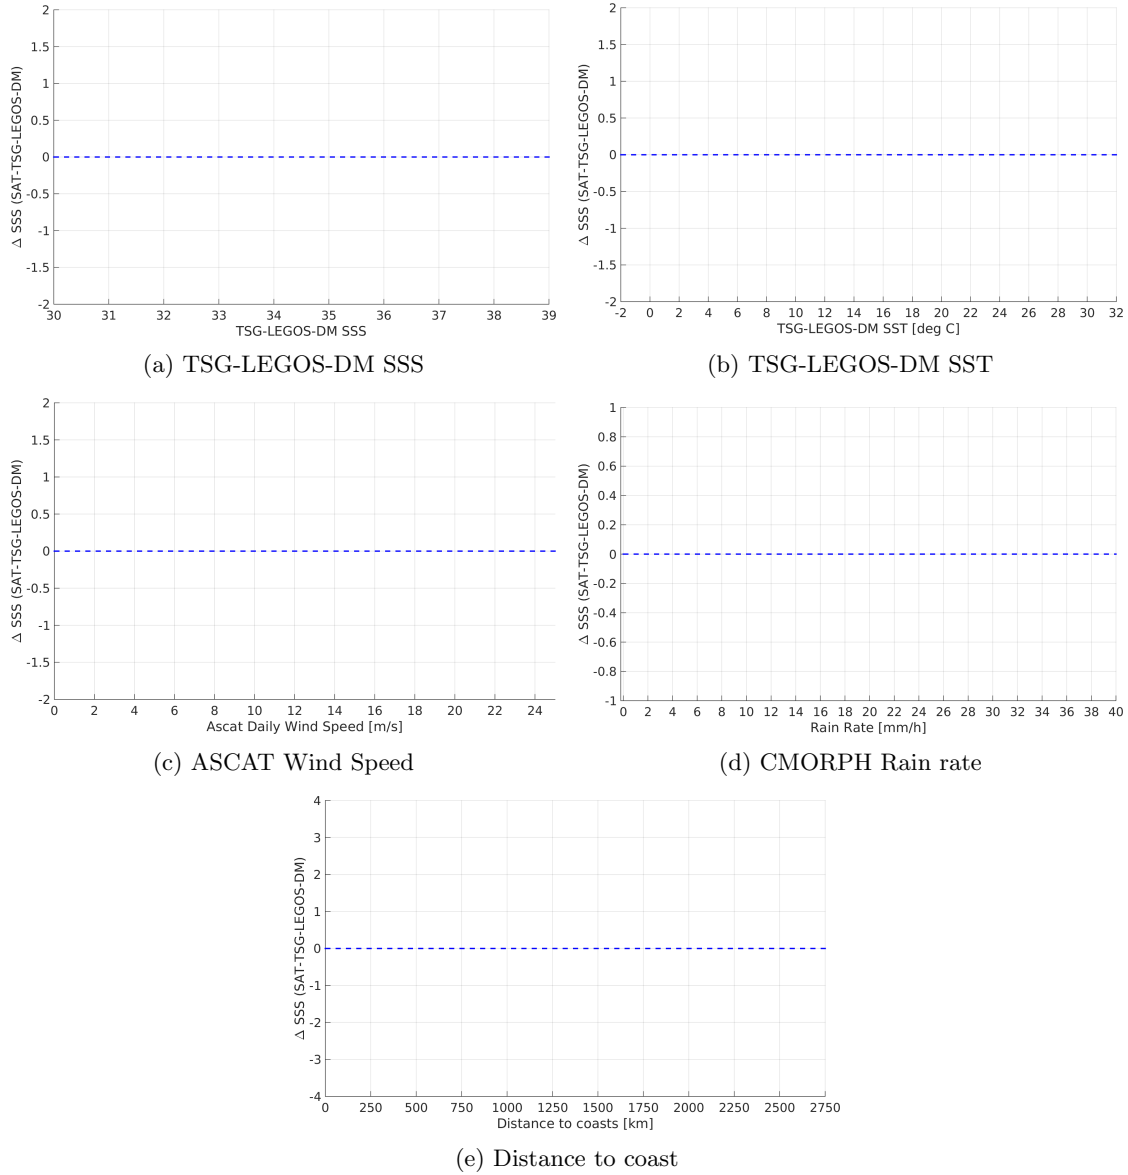 2
1.5
1
0.5
0
-0.5
-1
-1.5
-2
Δ SSS (SAT-TSG-LEGOS-DM)
30 31 32 33 34 35 36 37 38 39
TSG-LEGOS-DM SSS
(a) TSG-LEGOS-DM SSS
2
1.5
1
0.5
0
-0.5
-1
-1.5
-2
Δ SSS (SAT-TSG-LEGOS-DM)
-2 0 2 4 6 8 10 12 14 16 18 20 22 24 26 28 30 32
TSG-LEGOS-DM SST [deg C]
(b) TSG-LEGOS-DM SST
2
1.5
1
0.5
0
-0.5
-1
-1.5
-2
Δ SSS (SAT-TSG-LEGOS-DM)
0 2 4 6 8 10 12 14 16 18 20 22 24
Ascat Daily Wind Speed [m/s]
(c) ASCAT Wind Speed
1
0.8
0.6
0.4
0.2
0
-0.2
-0.4
-0.6
-0.8
-1
Δ SSS (SAT-TSG-LEGOS-DM)
0 2 4 6 8 10 12 14 16 18 20 22 24 26 28 30 32 34 36 38 40
Rain Rate [mm/h]
(d) CMORPH Rain rate
4
3
2
1
0
-1
-2
-3
-4
Δ SSS (SAT-TSG-LEGOS-DM)
0 250 500 750 1000 1250 1500 1750 2000 2250 2500 2750
Distance to coasts [km]
(e) Distance to coast